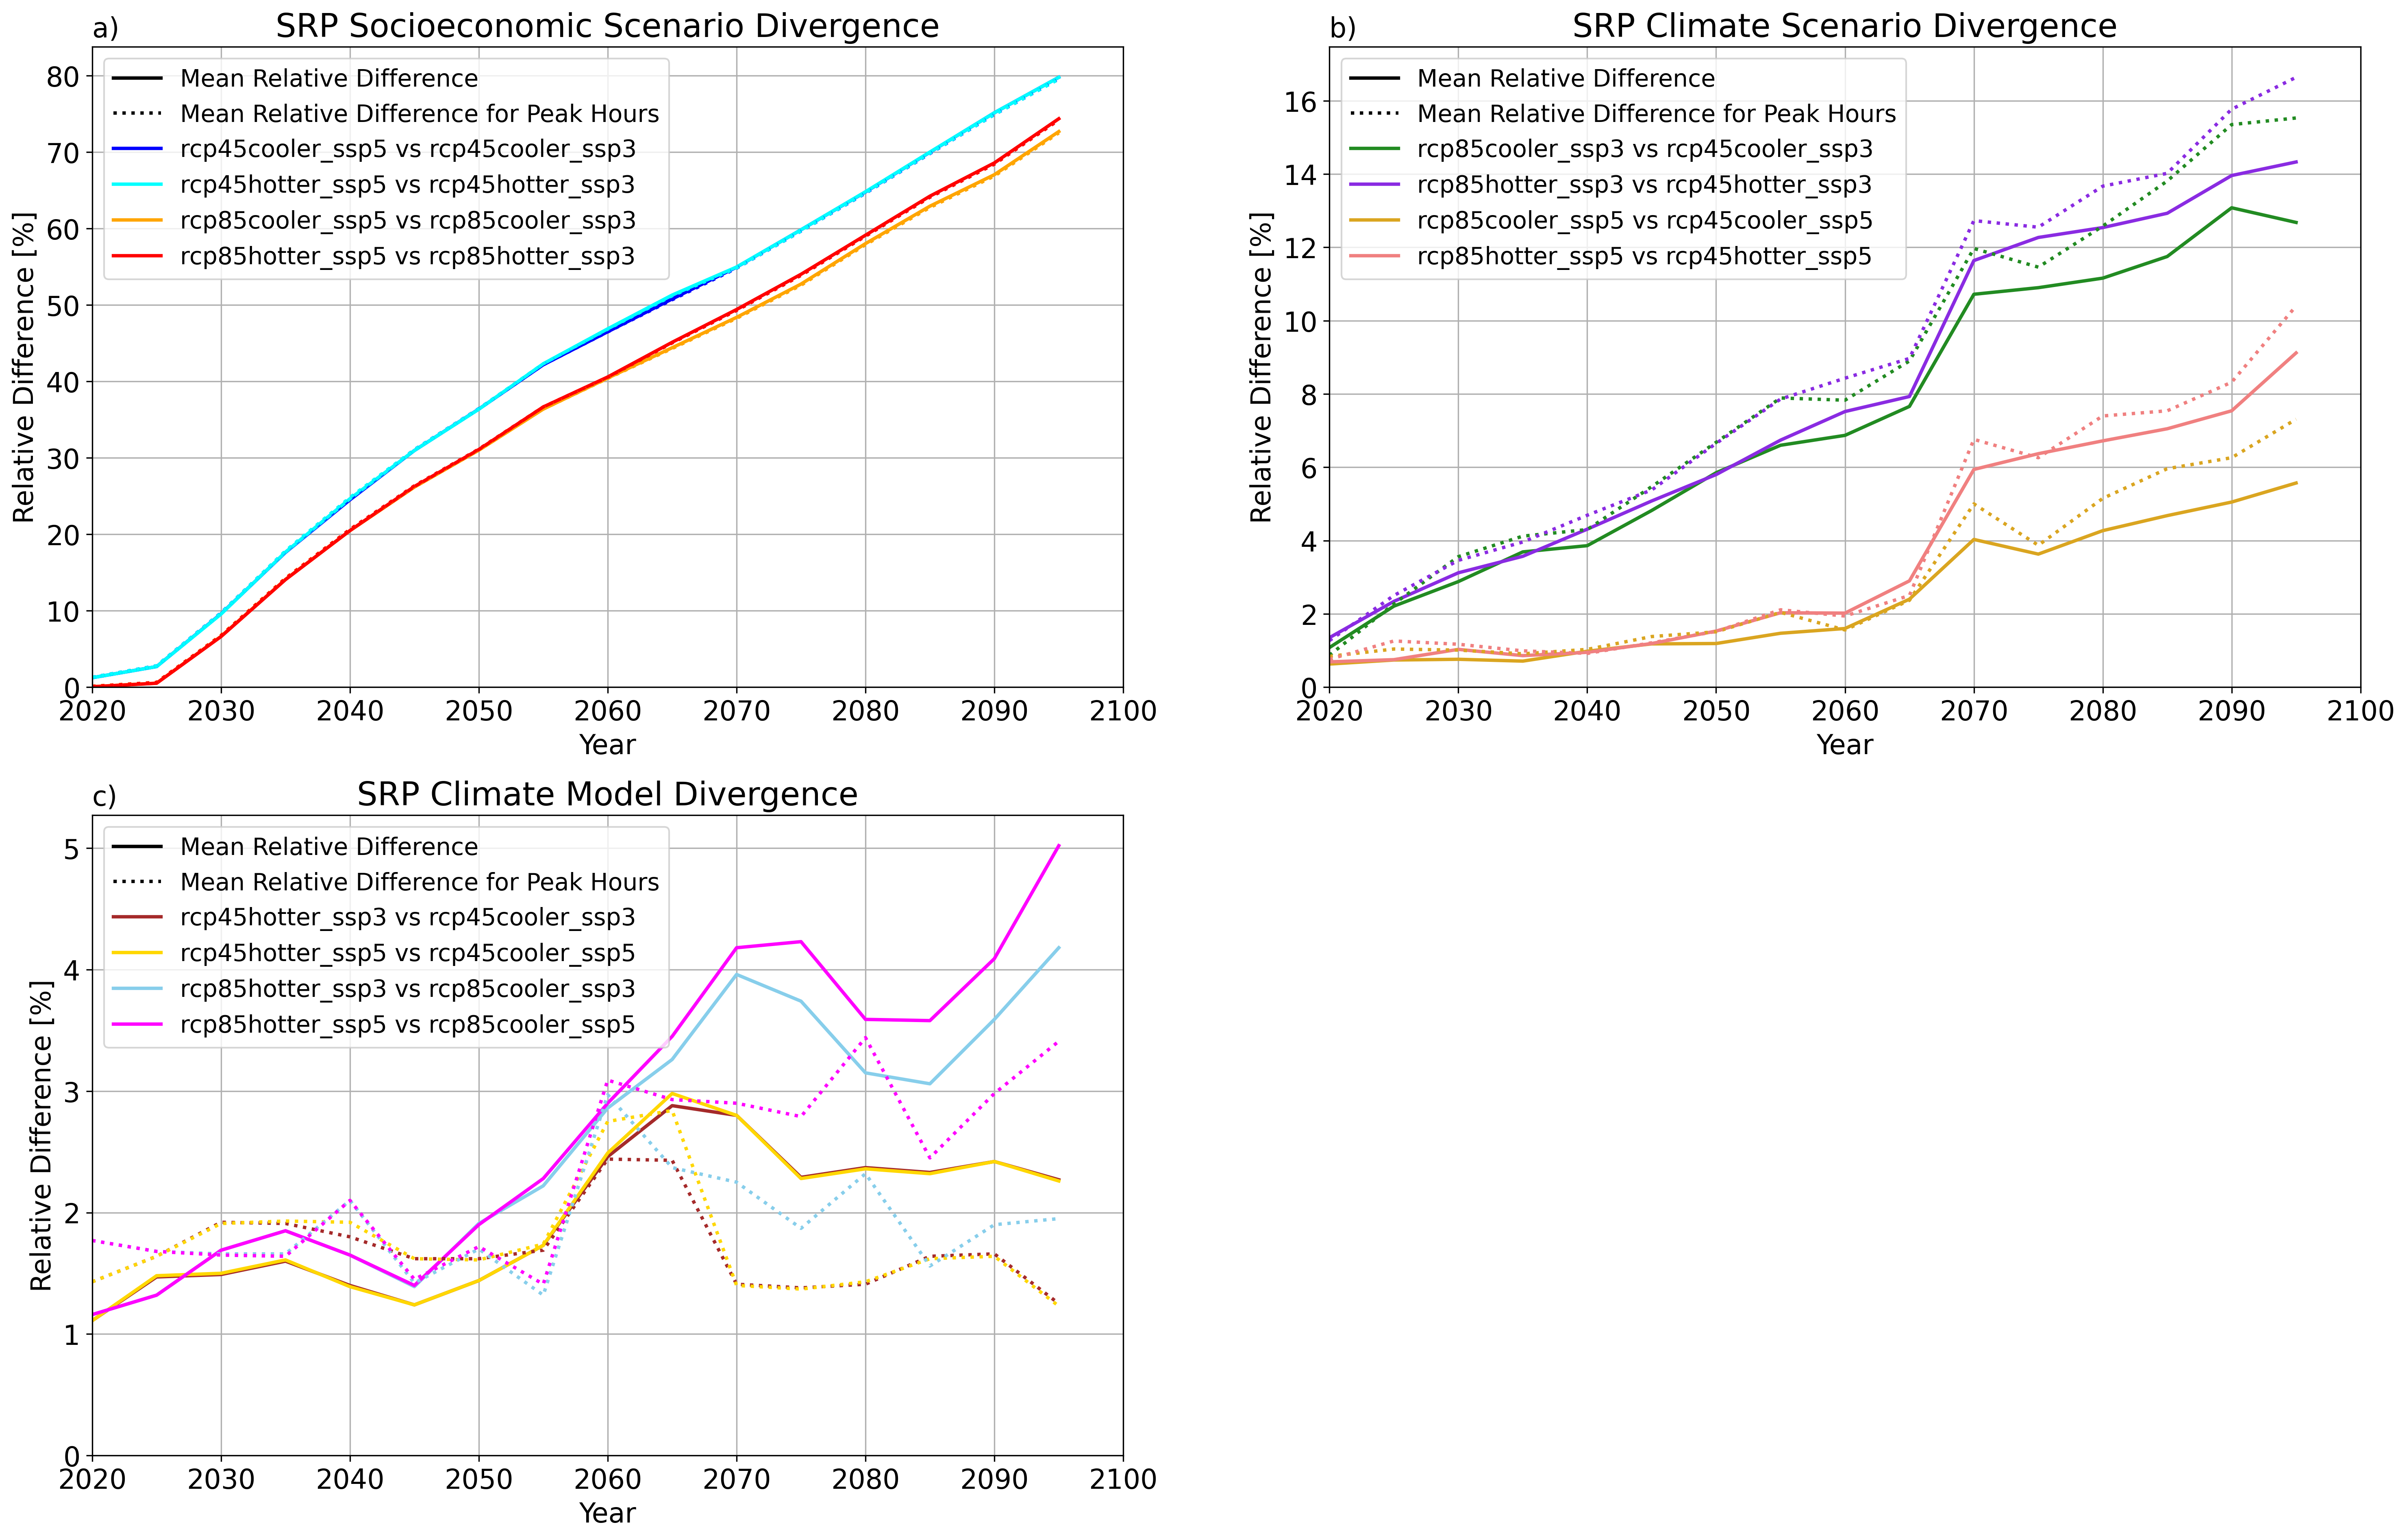 a)
SRP Socioeconomic Scenario Divergence
Mean Relative Difference
Mean Relative Difference for Peak Hours
rcp45cooler_ssp5 vs rcp45cooler_ssp3
rcp45hotter_ssp5 vs rcp45hotter_ssp3
rcp85cooler_ssp5 vs rcp85cooler_ssp3
rcp85hotter_ssp5 vs rcp85hotter_ssp3
Relative Difference [%]
80
70
60
50
40
30
20
10
0
2020 2030 2040 2050 2060 2070 2080 2090 2100
Year
b)
SRP Climate Scenario Divergence
Mean Relative Difference
Mean Relative Difference for Peak Hours
rcp85cooler_ssp3 vs rcp45cooler_ssp3
rcp85hotter_ssp3 vs rcp45hotter_ssp3
rcp85cooler_ssp5 vs rcp45cooler_ssp5
rcp85hotter_ssp5 vs rcp45hotter_ssp5
Relative Difference [%]
16
14
12
10
8
6
4
2
0
2020 2030 2040 2050 2060 2070 2080 2090 2100
Year
c)
SRP Climate Model Divergence
Mean Relative Difference
Mean Relative Difference for Peak Hours
rcp45hotter_ssp3 vs rcp45cooler_ssp3
rcp45hotter_ssp5 vs rcp45cooler_ssp5
rcp85hotter_ssp3 vs rcp85cooler_ssp3
rcp85hotter_ssp5 vs rcp85cooler_ssp5
Relative Difference [%]
5
4
3
2
1
0
2020 2030 2040 2050 2060 2070 2080 2090 2100
Year